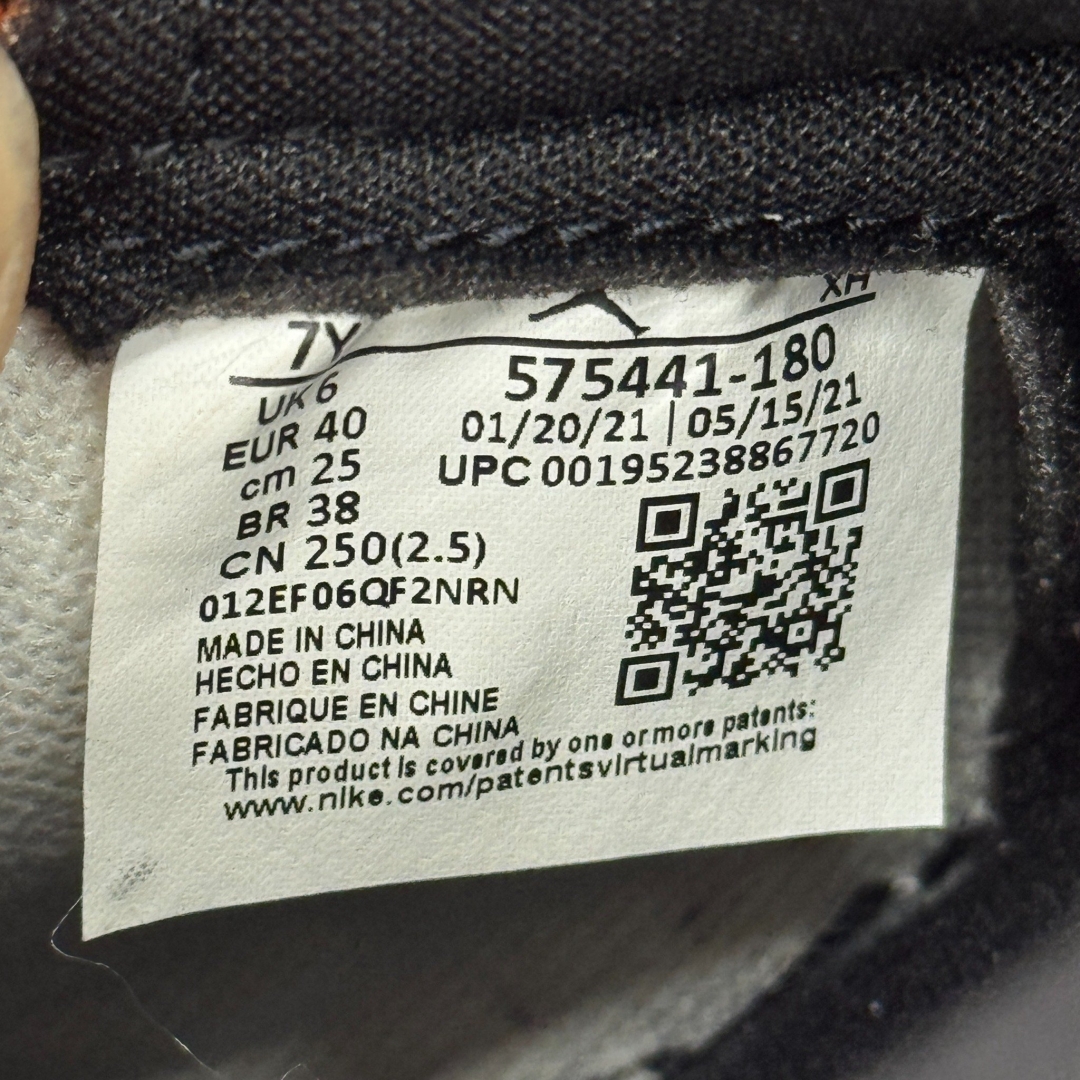 XH
7Y
575441-180
UK 6
01/20/21 | 05/15/21
EUR 40
UPC 00195238867720
cm 25
BR 38
CN 250(2.5)
012EF06QF2NRN
MADE IN CHINA
HECHO EN CHINA
FABRIQUE EN CHINE
FABRICADO NA CHINA
This product is covered by one or more patents:
www.nike.com/patentsvirtualmarking